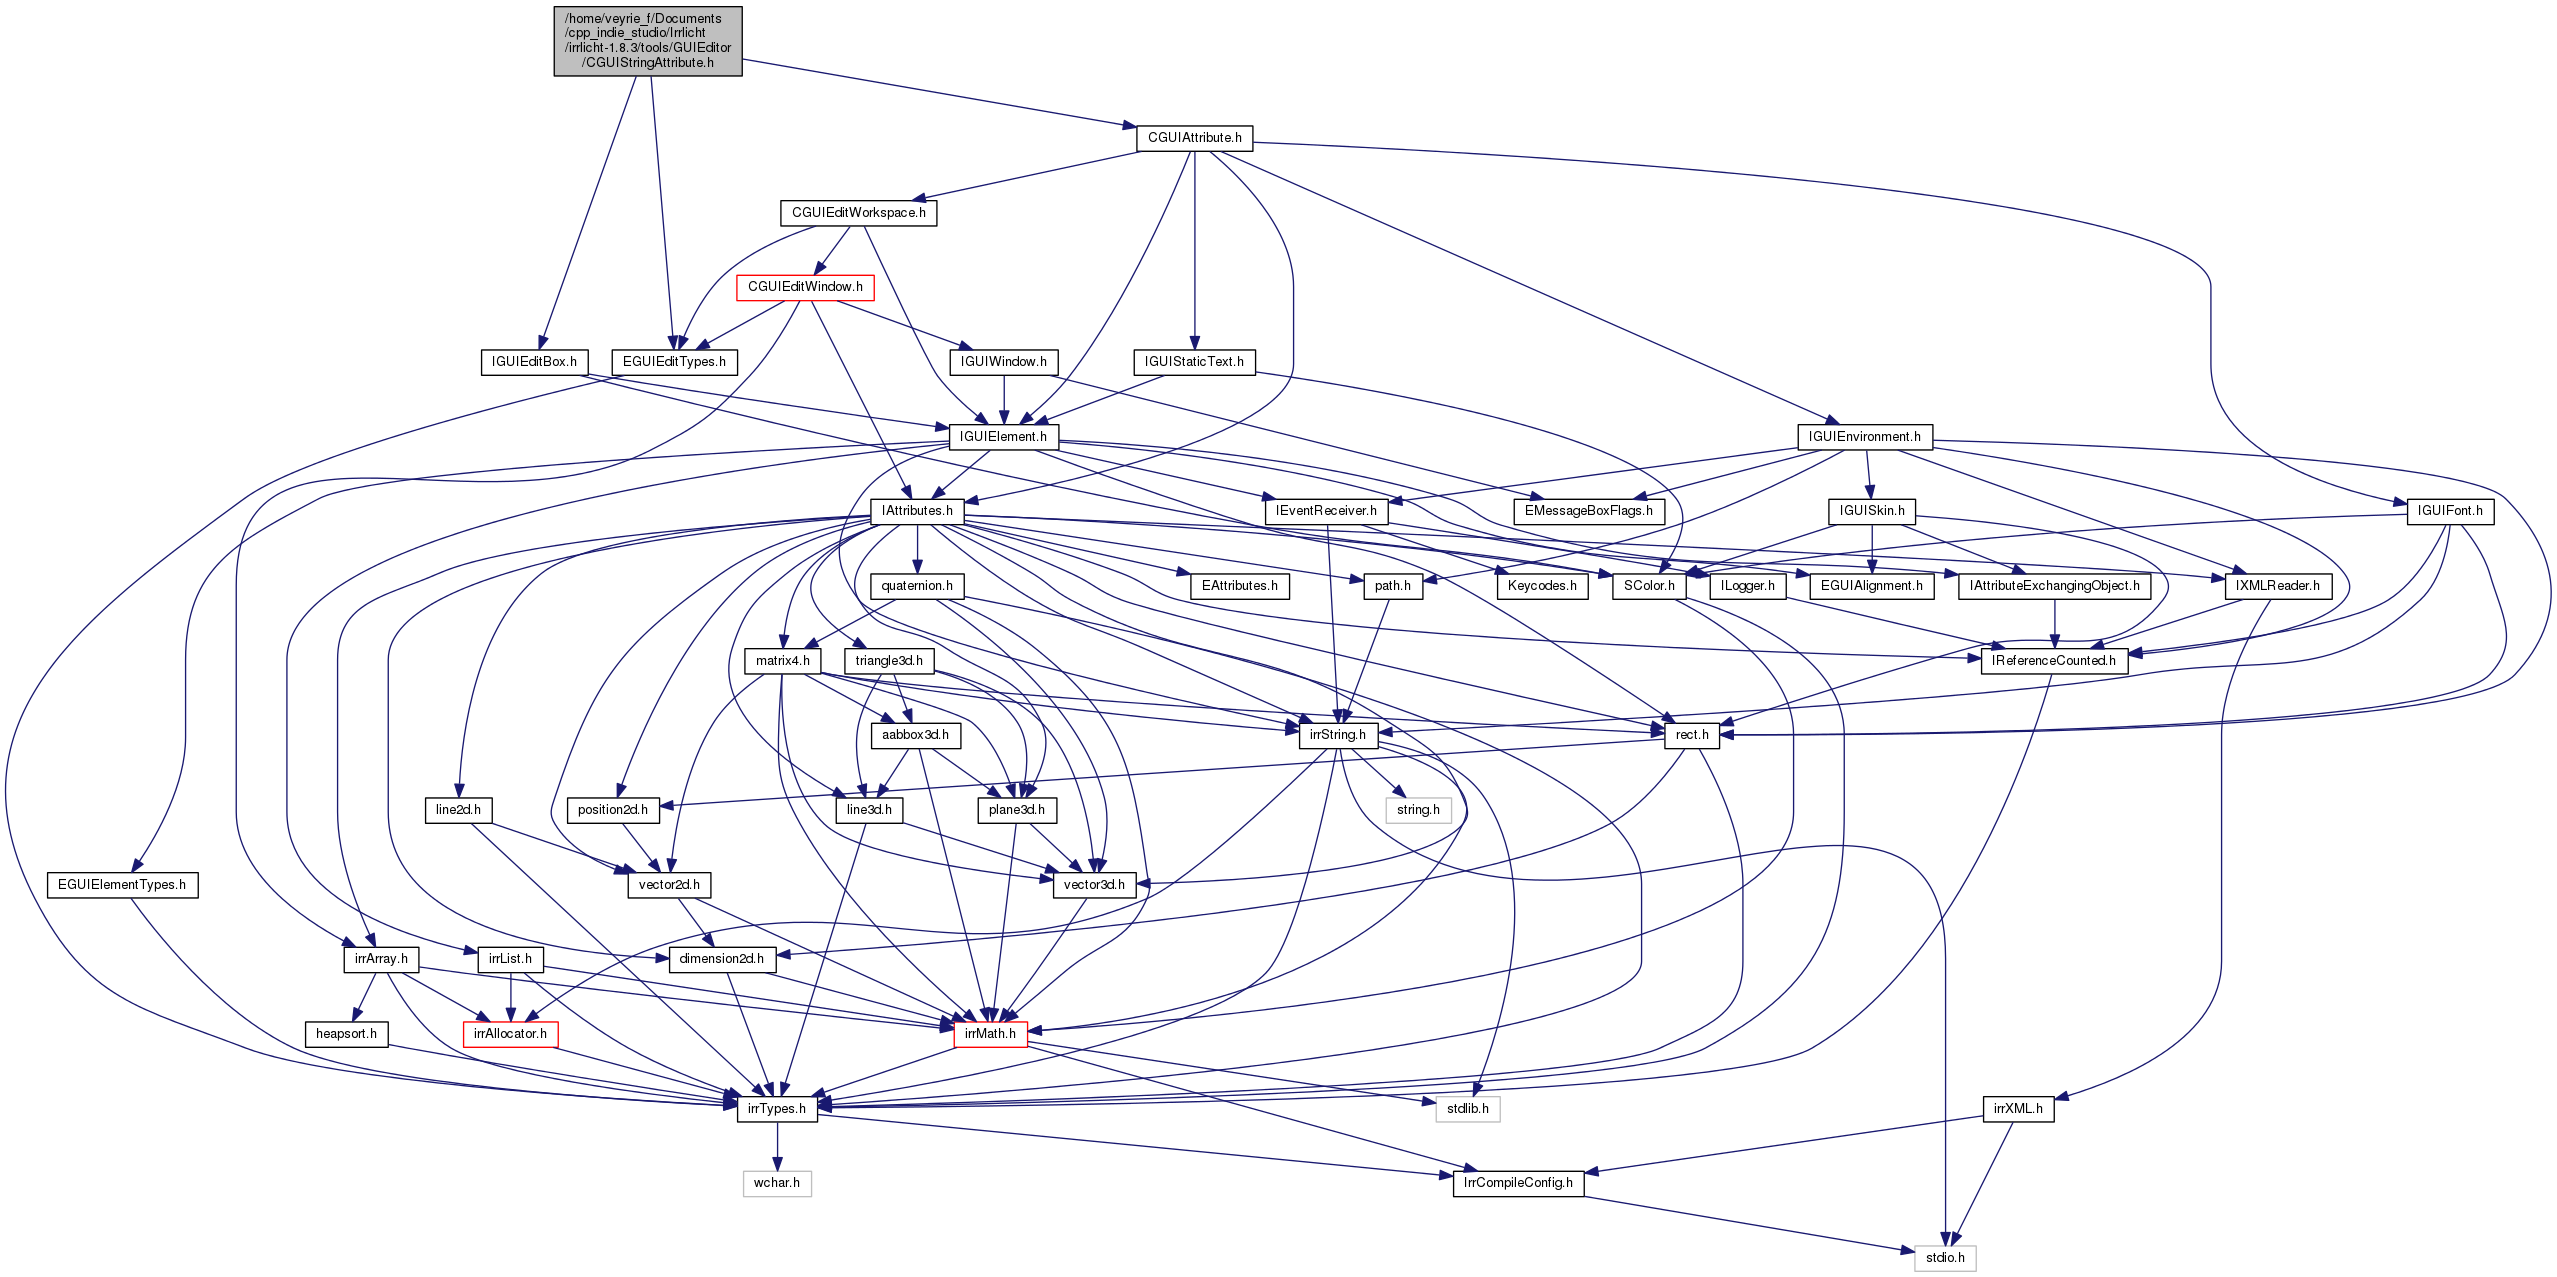 /home/veyrie_f/Documents
/cpp_indie_studio/Irrlicht
/irrlicht-1.8.3/tools/GUIEditor
/CGUIStringAttribute.h
CGUIAttribute.h
CGUIEditWorkspace.h
CGUIEditWindow.h
IGUIEditBox.h
EGUIEditTypes.h
IGUIWindow.h
IGUIStaticText.h
IGUIElement.h
IGUIEnvironment.h
IAttributes.h
IEventReceiver.h
EMessageBoxFlags.h
IGUISkin.h
IGUIFont.h
quaternion.h
EAttributes.h
path.h
Keycodes.h
SColor.h
ILogger.h
EGUIAlignment.h
IAttributeExchangingObject.h
IXMLReader.h
matrix4.h
triangle3d.h
IReferenceCounted.h
aabbox3d.h
irrString.h
rect.h
line2d.h
position2d.h
line3d.h
plane3d.h
string.h
EGUIElementTypes.h
vector2d.h
vector3d.h
irrArray.h
irrList.h
dimension2d.h
heapsort.h
irrAllocator.h
irrMath.h
irrTypes.h
stdlib.h
irrXML.h
wchar.h
IrrCompileConfig.h
stdio.h